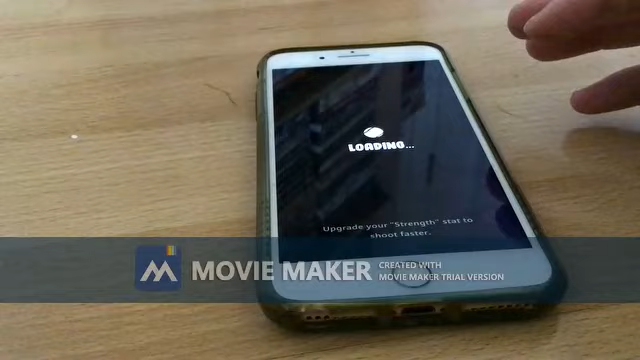 LOADING...
Upgrade your "Strength" stat to
shoot faster.
MOVIE MAKER
CREATED WITH
MOVIE MAKER TRIAL VERSION